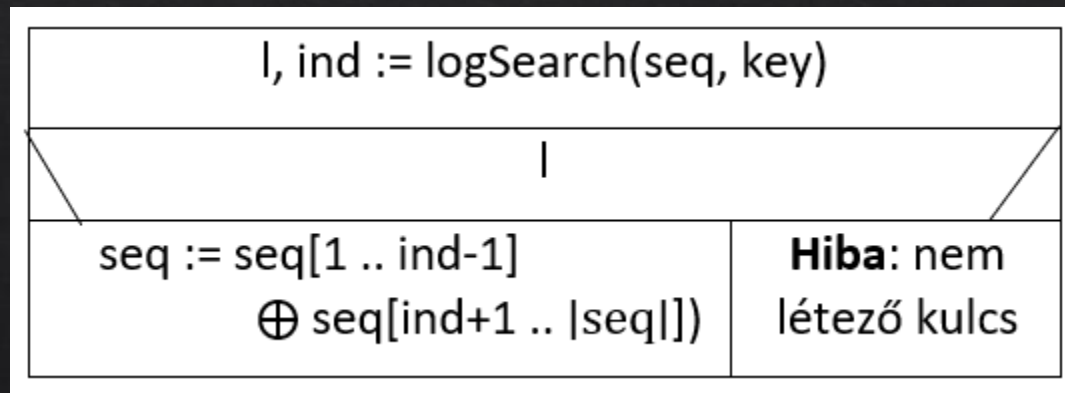 l, ind := logSearch(seq, key)
l
seq := seq[1 .. ind-1]
⊕ seq[ind+1 .. |seq|])
Hiba: nem
létező kulcs